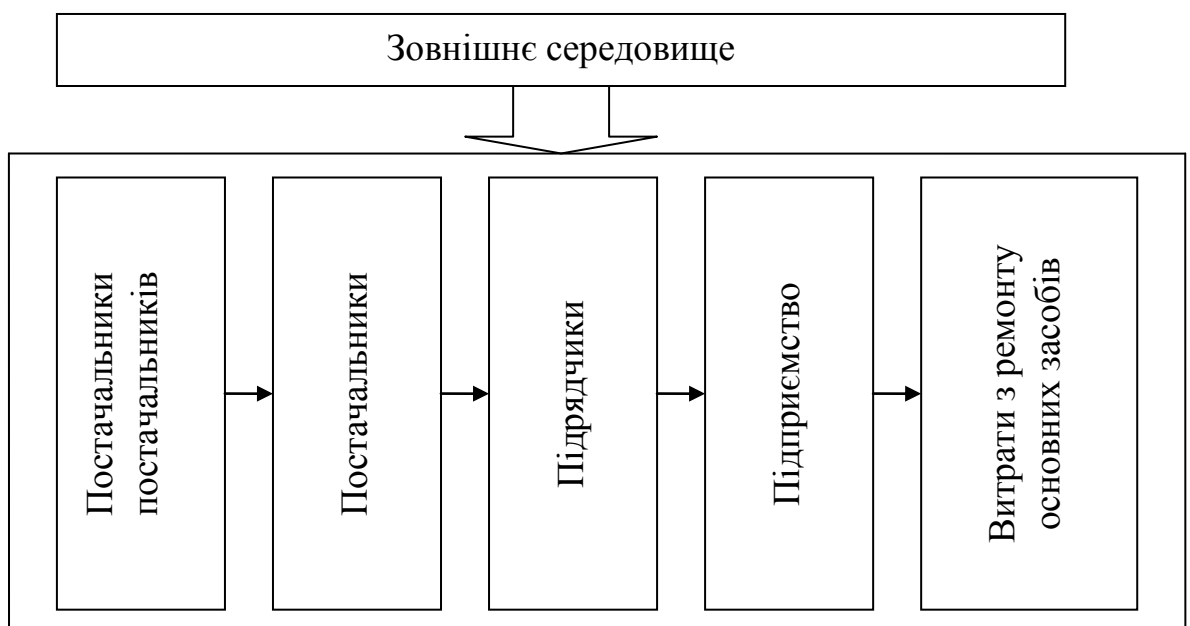 Зовнішнє середовище
Постачальники
постачальників
Постачальники
Підрядчики
Підприємство
Витрати з ремонту
основних засобів